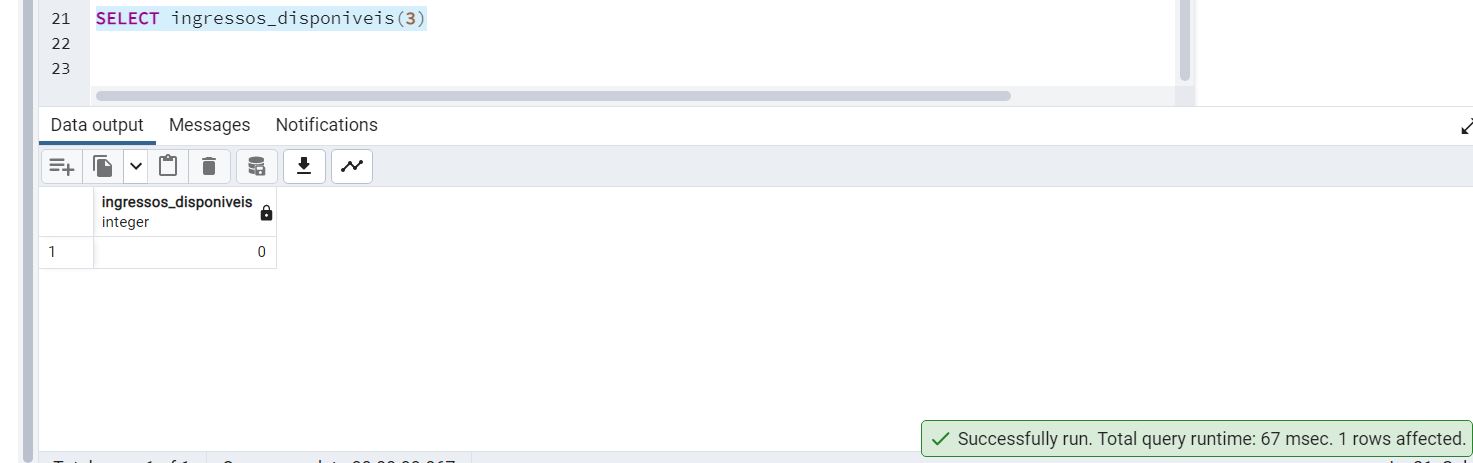 21 SELECT ingressos_disponiveis(3)
22
23
Data output Messages Notifications
ingressos_disponiveis
integer
1 0
Successfully run. Total query runtime: 67 msec. 1 rows affected.